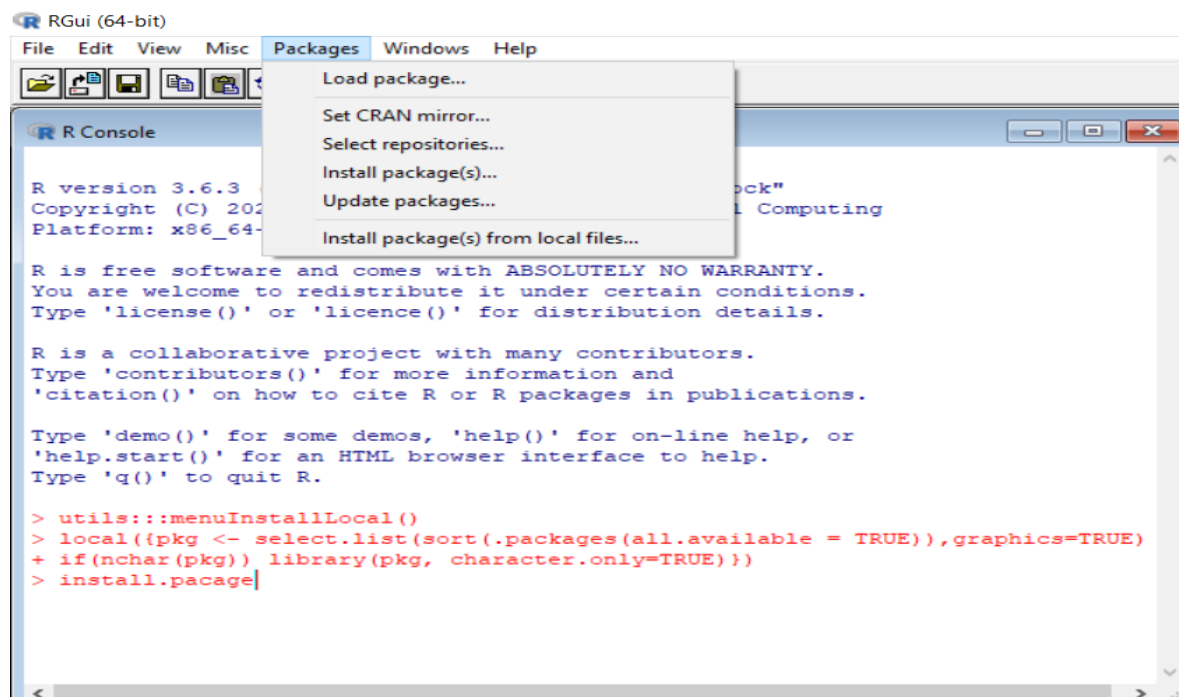 RGui (64-bit)
File Edit View Misc Packages Windows Help
Load package...
Set CRAN mirror...
Select repositories...
Install package(s)...
Update packages...
Install package(s) from local files...
R Console
R version 3.6.3 ock"
Copyright (C) 202 l Computing
Platform: x86_64-
R is free software and comes with ABSOLUTELY NO WARRANTY.
You are welcome to redistribute it under certain conditions.
Type 'license()' or 'licence()' for distribution details.
R is a collaborative project with many contributors.
Type 'contributors()' for more information and
'citation()' on how to cite R or R packages in publications.
Type 'demo()' for some demos, 'help()' for on-line help, or
'help.start()' for an HTML browser interface to help.
Type 'q()' to quit R.
> utils:::menuInstallLocal()
> local({pkg <- select.list(sort(.packages(all.available = TRUE)),graphics=TRUE)
+ if(nchar(pkg)) library(pkg, character.only=TRUE)})
> install.pacage